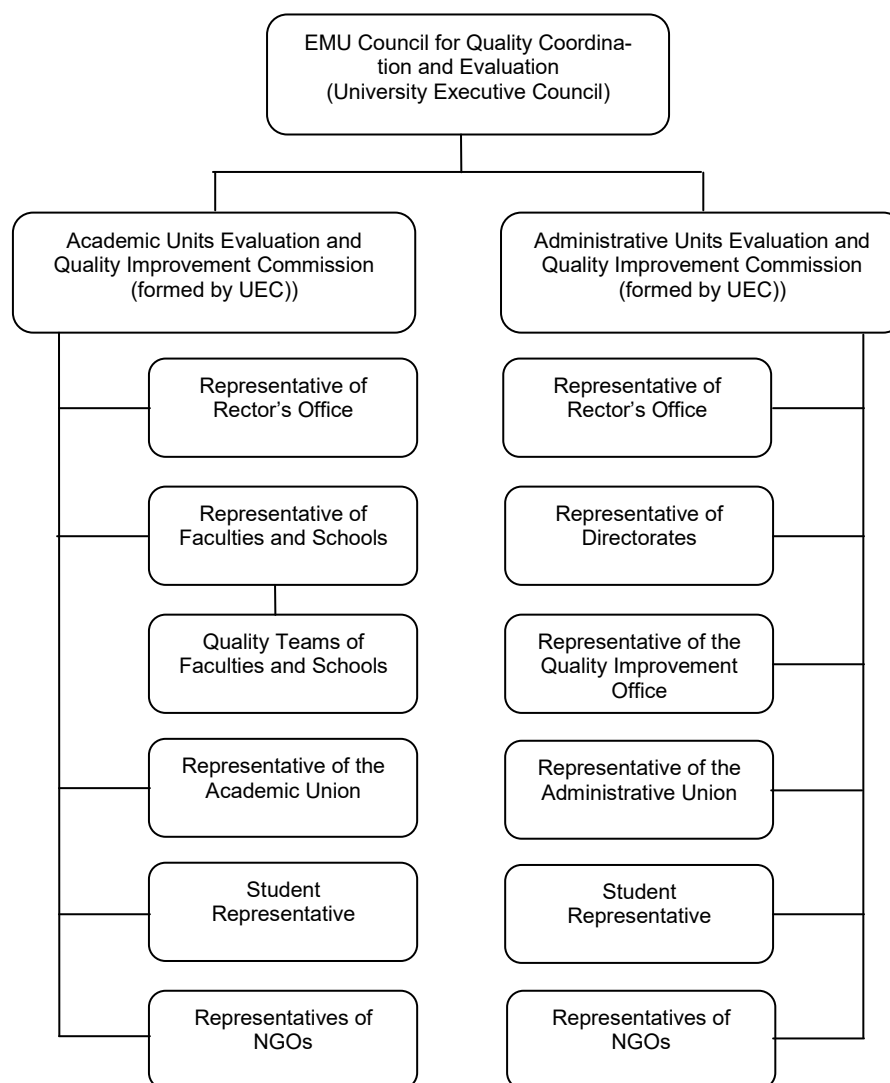 EMU Council for Quality Coordina-
tion and Evaluation
(University Executive Council)
Academic Units Evaluation and
Quality Improvement Commission
(formed by UEC))
Administrative Units Evaluation and
Quality Improvement Commission
(formed by UEC))
Representative of
Rector’s Office
Representative of
Rector’s Office
Representative of
Faculties and Schools
Representative of
Directorates
Quality Teams of
Faculties and Schools
Representative of the
Quality Improvement
Office
Representative of the
Academic Union
Representative of the
Administrative Union
Student
Representative
Student
Representative
Representatives of
NGOs
Representatives of
NGOs